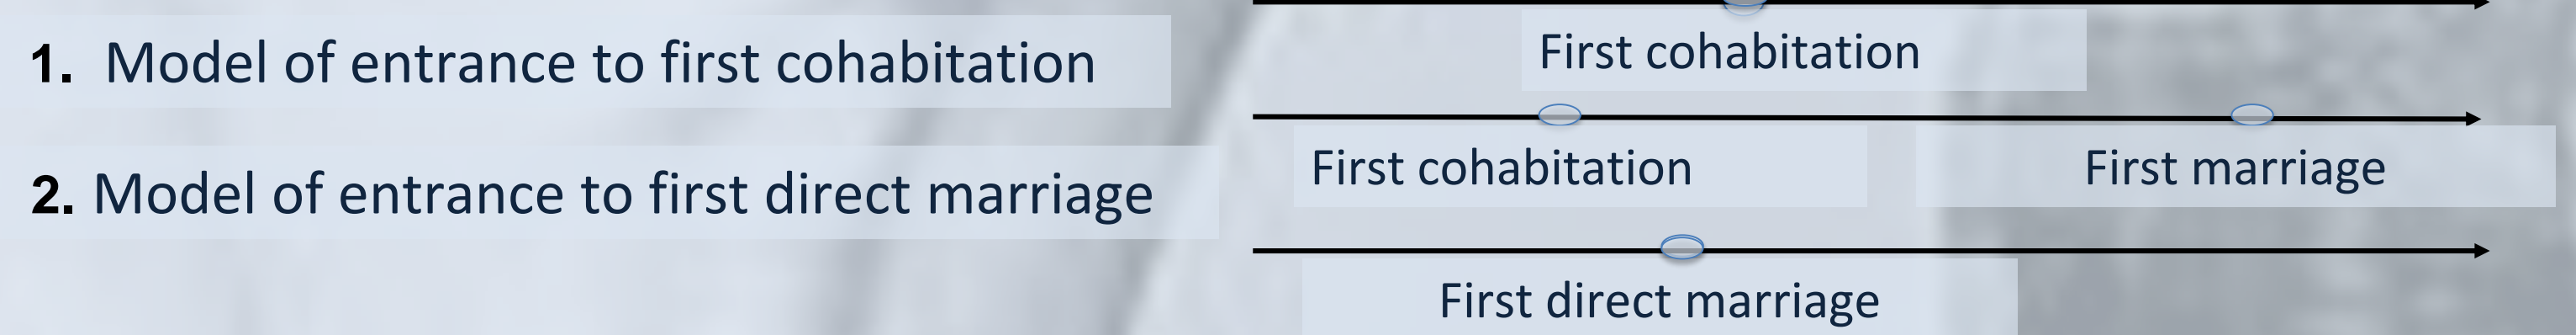 1. Model of entrance to first cohabitation
2. Model of entrance to first direct marriage
First cohabitation
First cohabitation
First marriage
First direct marriage